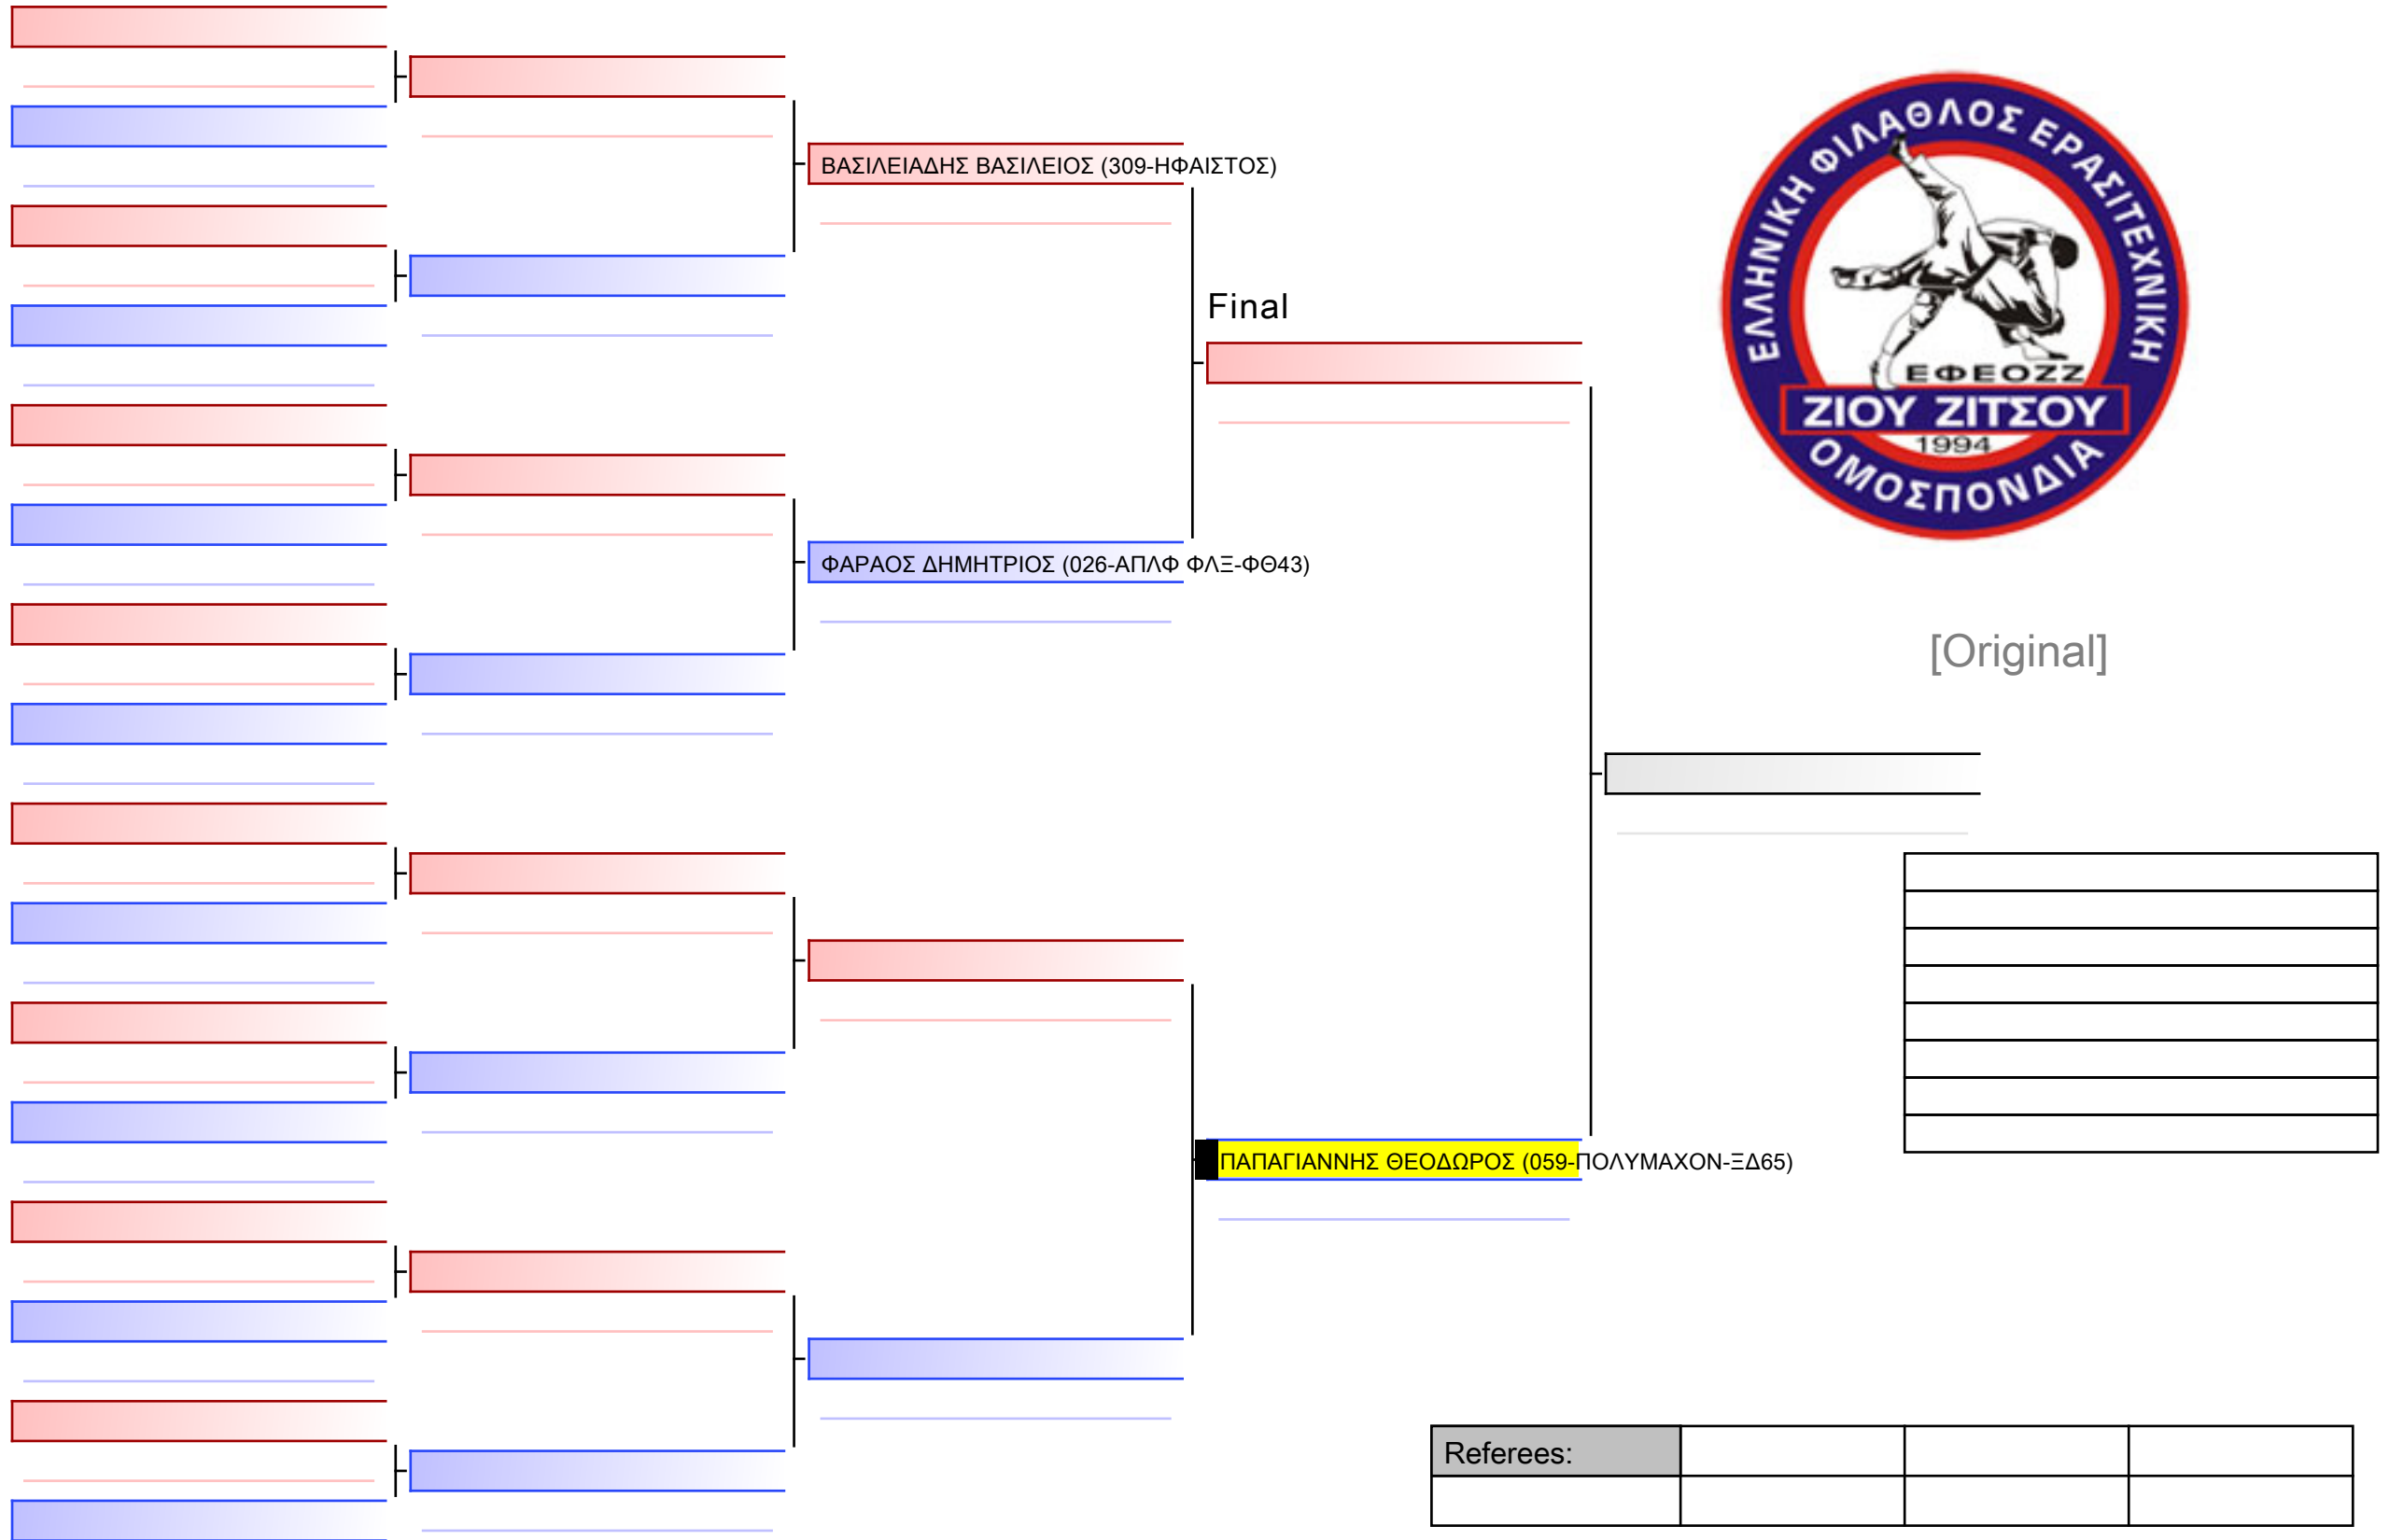 ΒΑΣΙΛΕΙΑΔΗΣ ΒΑΣΙΛΕΙΟΣ (309-ΗΦΑΙΣΤΟΣ)
Final
ΦΑΡΑΟΣ ΔΗΜΗΤΡΙΟΣ (026-ΑΠΛΦ ΦΛΞ-ΦΘ43)
ΕΛΛΗΝΙΚΗ ΦΙΛΑΘΛΟΣ ΕΡΑΣΙΤΕΧΝΙΚΗ
ΕΦΕΟΖΖ
ΖΙΟΥ ΖΙΤΣΟΥ
1994
ΟΜΟΣΠΟΝΔΙΑ
[Original]
ΠΑΠΑΓΙΑΝΝΗΣ ΘΕΟΔΩΡΟΣ (059-ΠΟΛΥΜΑΧΟΝ-ΞΔ65)
Referees: